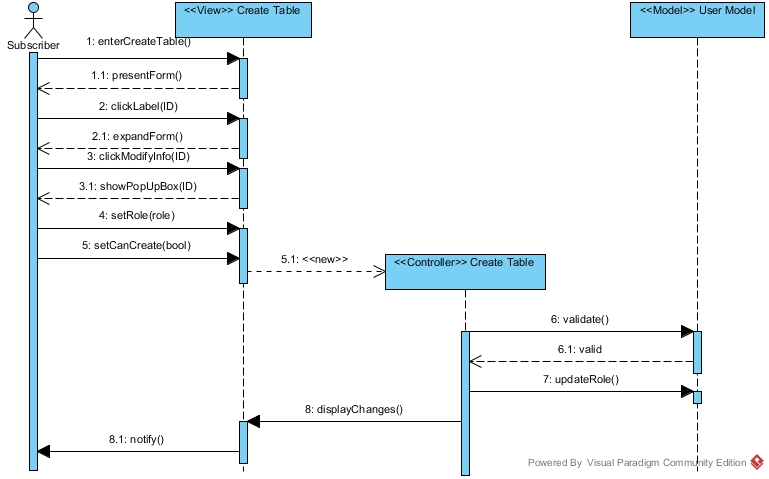 <<View>> Create Table
<<Model>> User Model
Subscriber
1: enterCreateTable()
1.1: presentForm()
2: clickLabel(ID)
2.1: expandForm()
3: clickModifyInfo(ID)
3.1: showPopUpBox(ID)
4: setRole(role)
5: setCanCreate(bool)
5.1: <<new>>
<<Controller>> Create Table
6: validate()
6.1: valid
7: updateRole()
8: displayChanges()
8.1: notify()
Powered By Visual Paradigm Community Edition